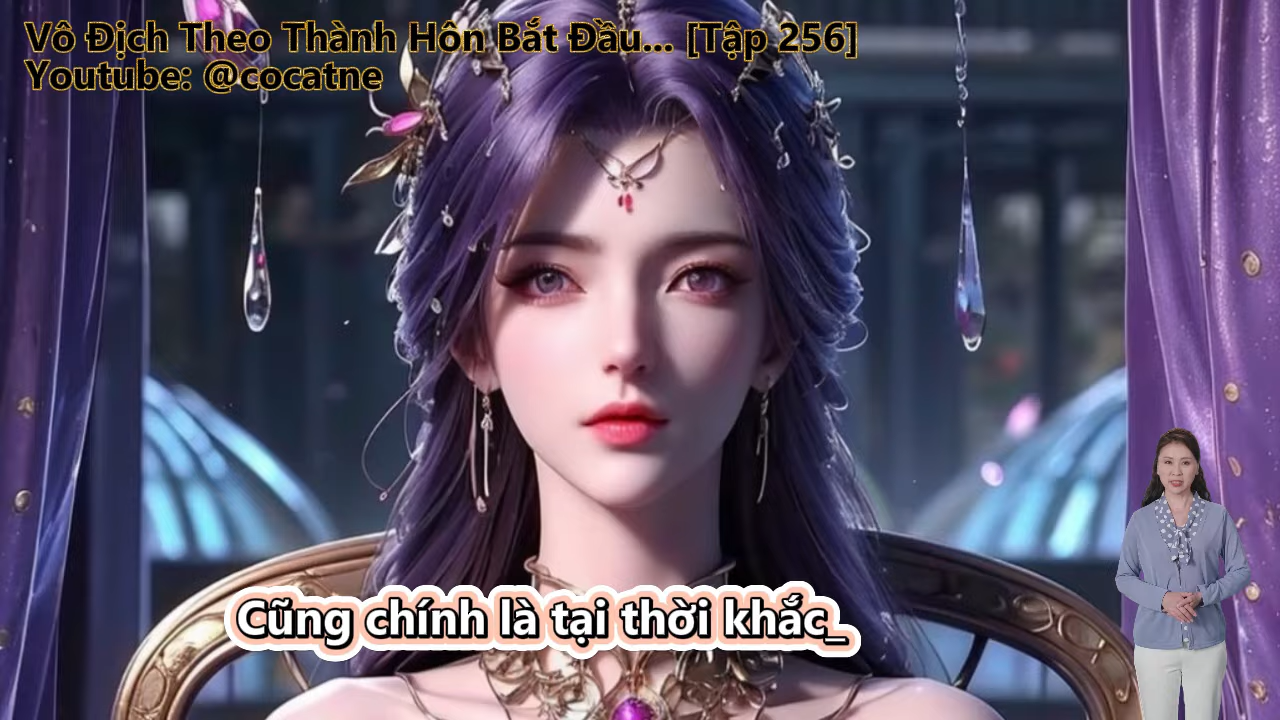 Vô Địch Theo Thành Hôn Bắt Đầu... [Tập 256]
Youtube: @cocatne
Cũng chính là tại thời khắc_